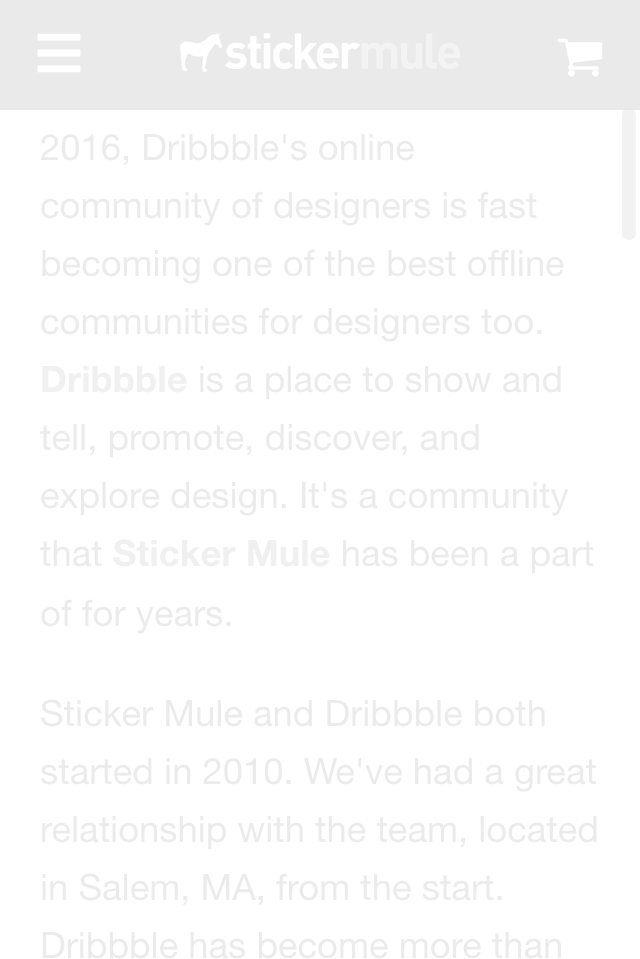 stickermule
2016, Dribbble's online
community of designers is fast
becoming one of the best offline
communities for designers too.
Dribbble is a place to show and
tell, promote, discover, and
explore design. It's a community
that Sticker Mule has been a part
of for years.
Sticker Mule and Dribbble both
started in 2010. We've had a great
relationship with the team, located
in Salem, MA, from the start.
Dribbble has become more than